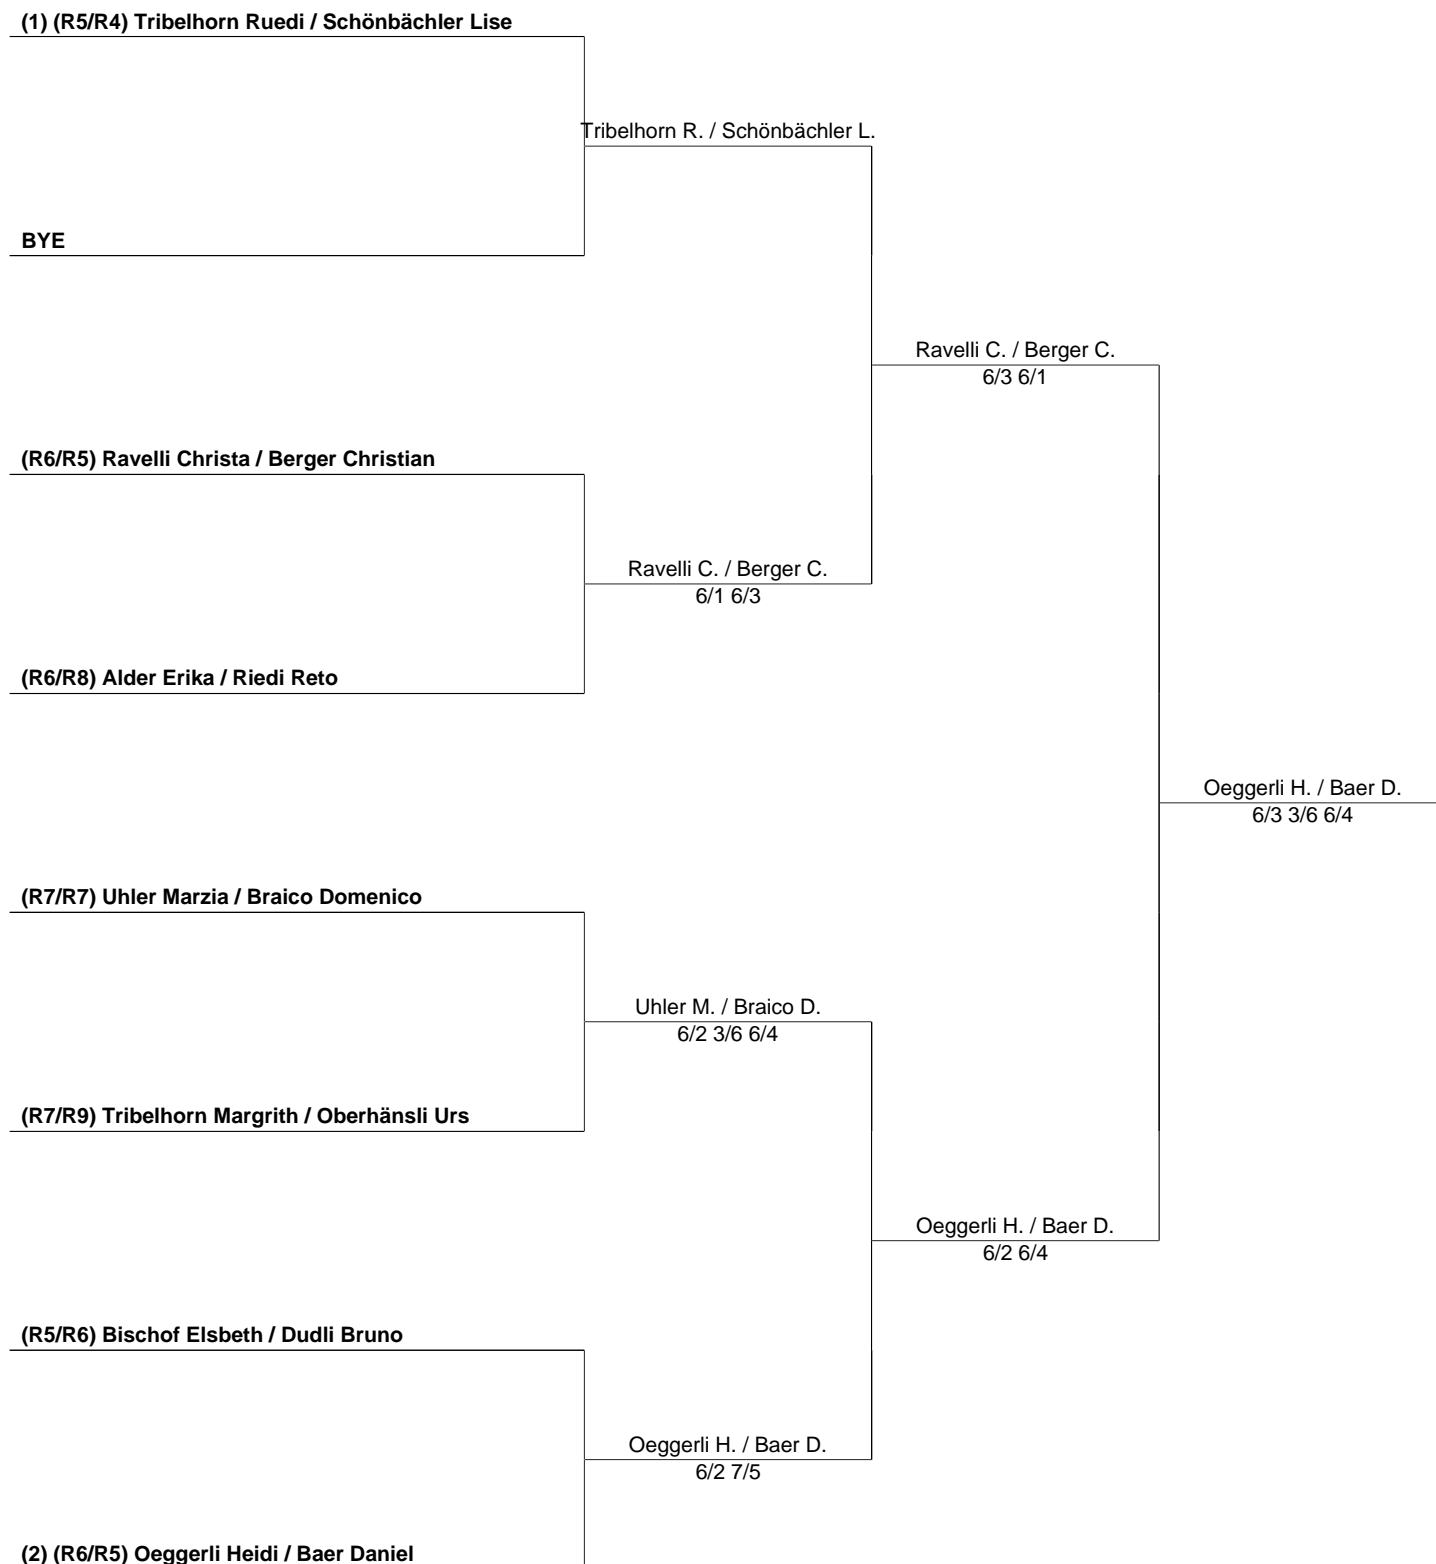 (1) (R5/R4) Tribelhorn Ruedi / Schönbächler Lise
Tribelhorn R. / Schönbächler L.
BYE
Ravelli C. / Berger C.
6/3 6/1
(R6/R5) Ravelli Christa / Berger Christian
Ravelli C. / Berger C.
6/1 6/3
(R6/R8) Alder Erika / Riedi Reto
Oeggerli H. / Baer D.
6/3 3/6 6/4
(R7/R7) Uhler Marzia / Braico Domenico
Uhler M. / Braico D.
6/2 3/6 6/4
(R7/R9) Tribelhorn Margrith / Oberhänsli Urs
Oeggerli H. / Baer D.
6/2 6/4
(R5/R6) Bischof Elsbeth / Dudli Bruno
Oeggerli H. / Baer D.
6/2 7/5
(2) (R6/R5) Oeggerli Heidi / Baer Daniel